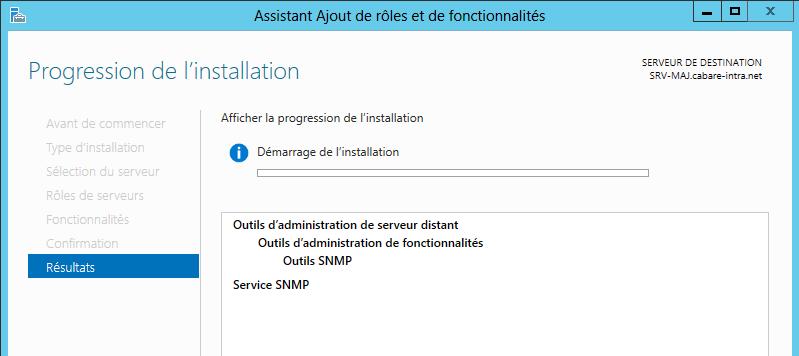 Assistant Ajout de rôles et de fonctionnalités
Progression de l'installation
SERVEUR DE DESTINATION
SRV-MAJ.cabare-intra.net
Avant de commencer
Type d'installation
Sélection du serveur
Rôles de serveurs
Fonctionnalités
Confirmation
Résultats
Afficher la progression de l'installation
Démarrage de l'installation
Outils d'administration de serveur distant
Outils d'administration de fonctionnalités
Outils SNMP
Service SNMP